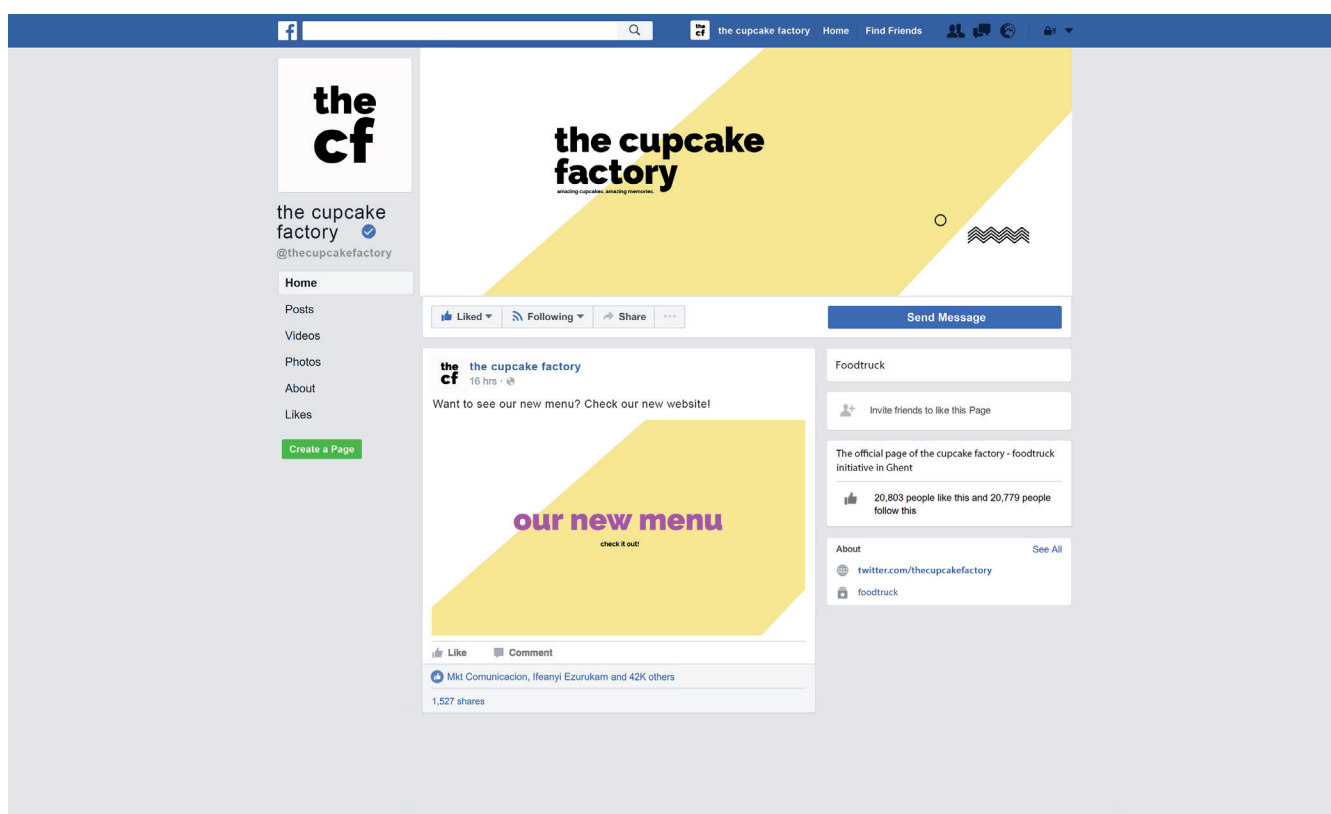 the cupcake factory Home Find Friends
the
cf
the
cf
the cupcake
factory
@thecupcakefactory
Home
Posts
Videos
Photos
About
Likes
Create a Page
the cupcake
factory
amazing cupcakes. amazing memories.
Liked Following Share ...
Send Message
the
cf
the cupcake factory
16 hrs ·
Want to see our new menu? Check our new website!
our new menu
check it out!
Like Comment
Mkt Comunicacion, Ifeanyi Ezurukam and 42K others
1,527 shares
Foodtruck
Invite friends to like this Page
The official page of the cupcake factory - foodtruck
initiative in Ghent
20,803 people like this and 20,779 people
follow this
About See All
twitter.com/thecupcakefactory
foodtruck